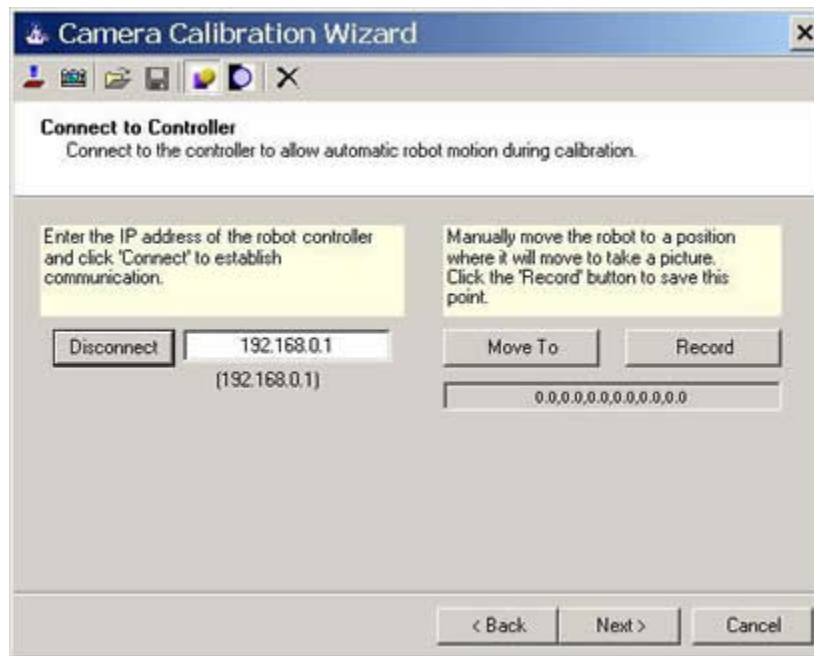 Camera Calibration Wizard
Connect to Controller
Connect to the controller to allow automatic robot motion during calibration.
Enter the IP address of the robot controller
and click 'Connect' to establish
communication.
Manually move the robot to a position
where it will move to take a picture.
Click the 'Record' button to save this
point.
Disconnect
192.168.0.1
(192.168.0.1)
Move To
Record
0.0,0.0,0.0,0.0,0.0,0.0
< Back
Next >
Cancel